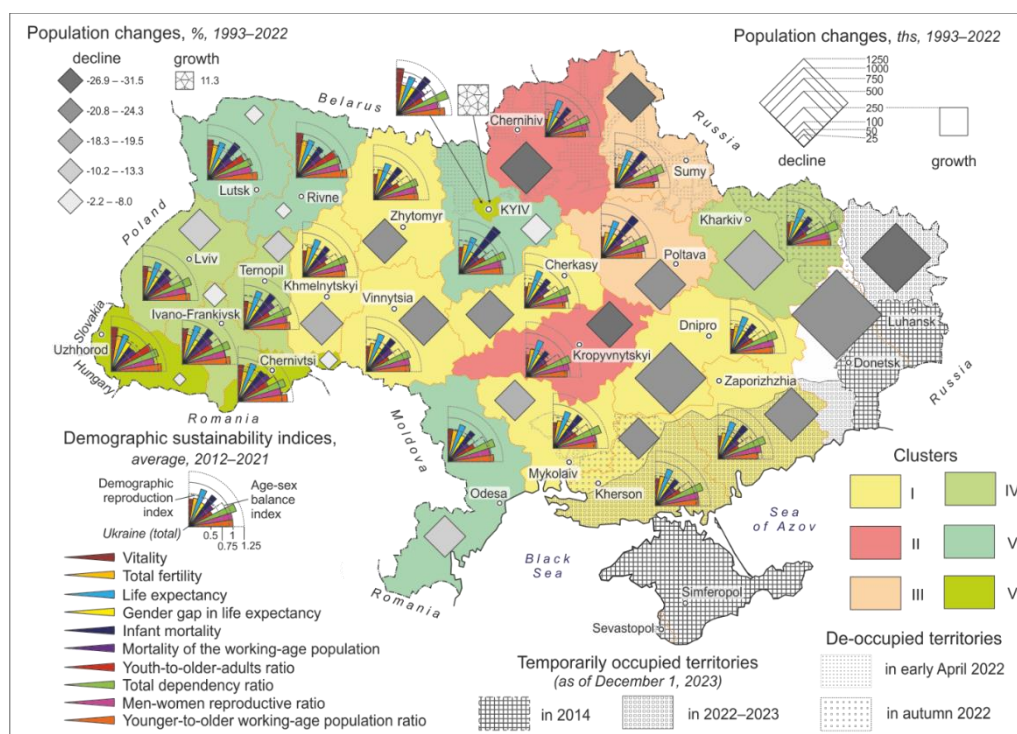 Population changes, %, 1993–2022
decline
growth
-26.9 – -31.5
11.3
-20.8 – -24.3
-18.3 – -19.5
-10.2 – -13.3
-2.2 – -8.0
Population changes, ths, 1993–2022
1250
1000
750
500
250
100
50
25
decline
growth
Belarus
Russia
Poland
Slovakia
Hungary
Romania
Moldova
Romania
Russia
Chernihiv
Sumy
Lutsk
Rivne
Zhytomyr
KYIV
Kharkiv
Lviv
Ternopil
Khmelnytskyi
Vinnytsia
Cherkasy
Poltava
Luhansk
Ivano-Frankivsk
Uzhhorod
Chernivtsi
Kropyvnytskyi
Dnipro
Donetsk
Zaporizhzhia
Mykolaiv
Kherson
Odesa
Simferopol
Sevastopol
Black Sea
Sea of Azov
Demographic sustainability indices,
average, 2012–2021
Demographic reproduction index
Age-sex balance index
Ukraine (total)
0.5
0.75
1
1.25
Vitality
Total fertility
Life expectancy
Gender gap in life expectancy
Infant mortality
Mortality of the working-age population
Youth-to-older-adults ratio
Total dependency ratio
Men-women reproductive ratio
Younger-to-older working-age population ratio
Clusters
I
IV
II
V
III
V
De-occupied territories
in early April 2022
in autumn 2022
Temporarily occupied territories
(as of December 1, 2023)
in 2014
in 2022–2023